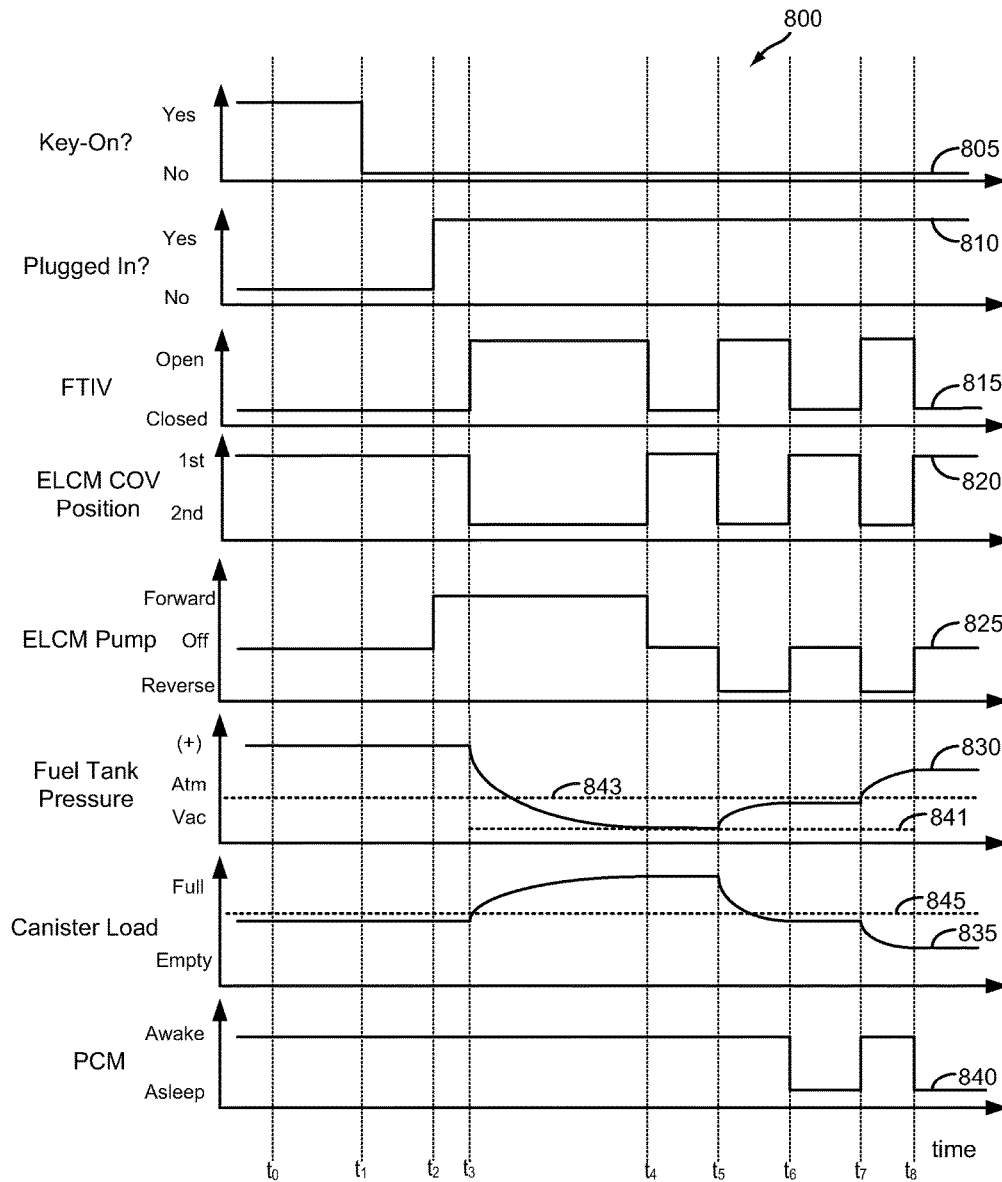 800
Key-On?
Yes
No
805
Plugged In?
Yes
No
810
FTIV
Open
Closed
815
ELCM COV
Position
1st
2nd
820
ELCM Pump
Forward
Off
Reverse
825
Fuel Tank
Pressure
(+)
Atm
Vac
830
843
841
Canister Load
Full
Empty
845
835
PCM
Awake
Asleep
840
time
t0 t1 t2 t3 t4 t5 t6 t7 t8